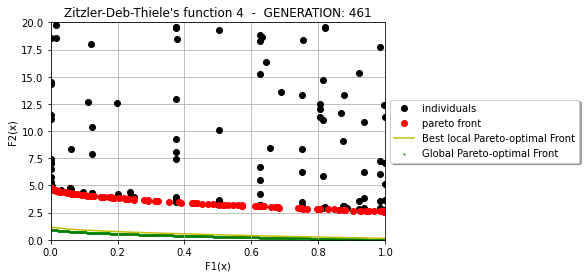 Zitzler-Deb-Thiele's function 4 - GENERATION: 461
20.0
17.5
15.0
12.5
10.0
7.5
5.0
2.5
0.0
F2(x)
0.0 0.2 0.4 0.6 0.8 1.0
F1(x)
individuals
pareto front
Best local Pareto-optimal Front
Global Pareto-optimal Front